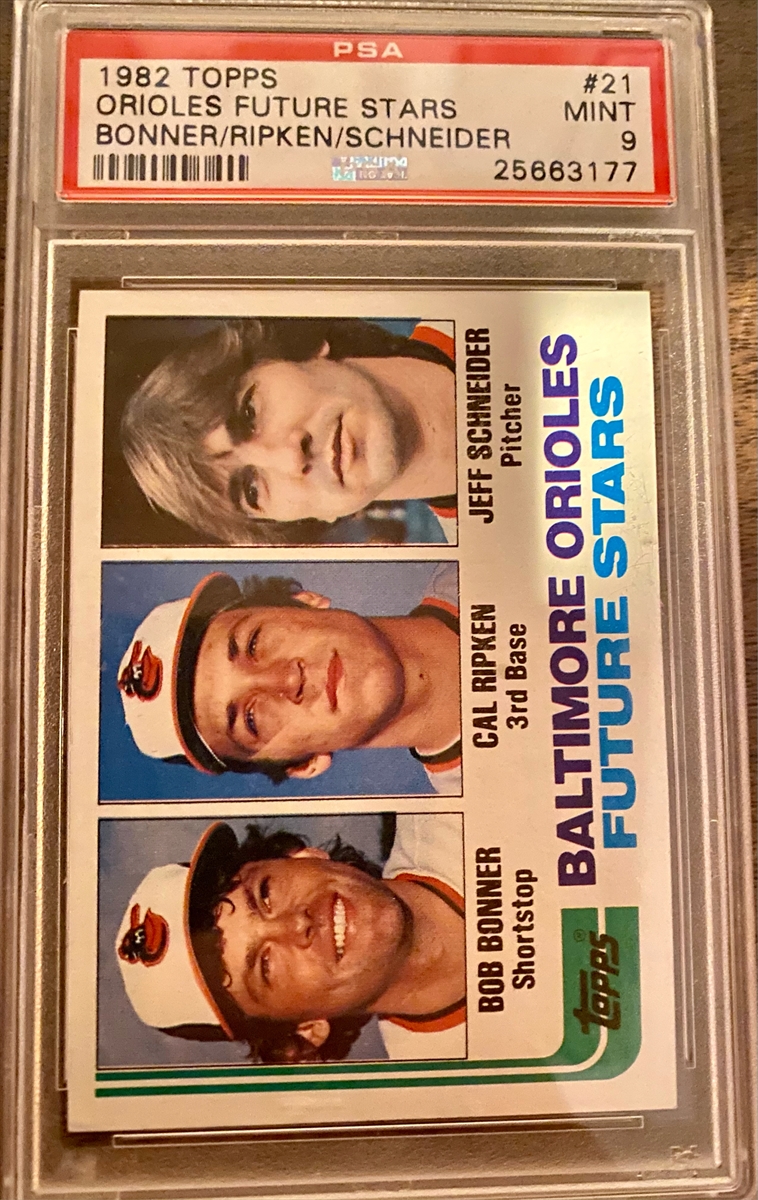 PSA
1982 TOPPS #21
ORIOLES FUTURE STARS MINT
BONNER/RIPKEN/SCHNEIDER 9
25663177
BOB BONNER
Shortstop
CAL RIPKEN
3rd Base
JEFF SCHNEIDER
Pitcher
topps®
BALTIMORE ORIOLES
FUTURE STARS